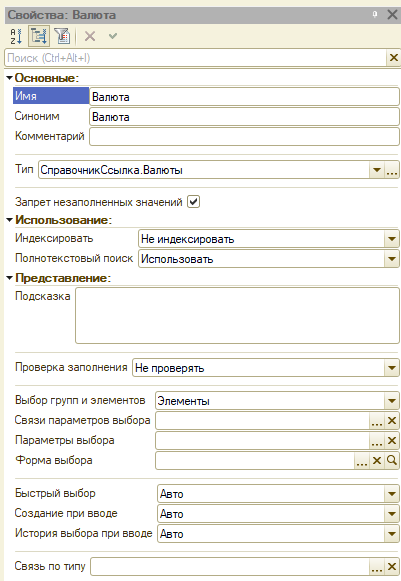 Свойства: Валюта
Поиск (Ctrl+Alt+I)
Основные:
Имя Валюта
Синоним Валюта
Комментарий
Тип СправочникСсылка.Валюты
Запрет незаполненных значений
Использование:
Индексировать Не индексировать
Полнотекстовый поиск Использовать
Представление:
Подсказка
Проверка заполнения Не проверять
Выбор групп и элементов Элементы
Связи параметров выбора
Параметры выбора
Форма выбора
Быстрый выбор Авто
Создание при вводе Авто
История выбора при вводе Авто
Связь по типу